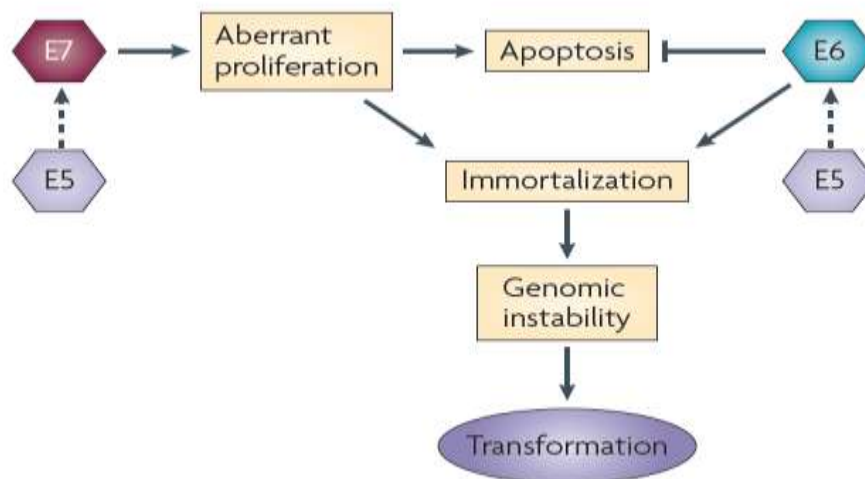 E7
Aberrant
proliferation
Apoptosis
E6
E5
Immortalization
E5
Genomic
instability
Transformation